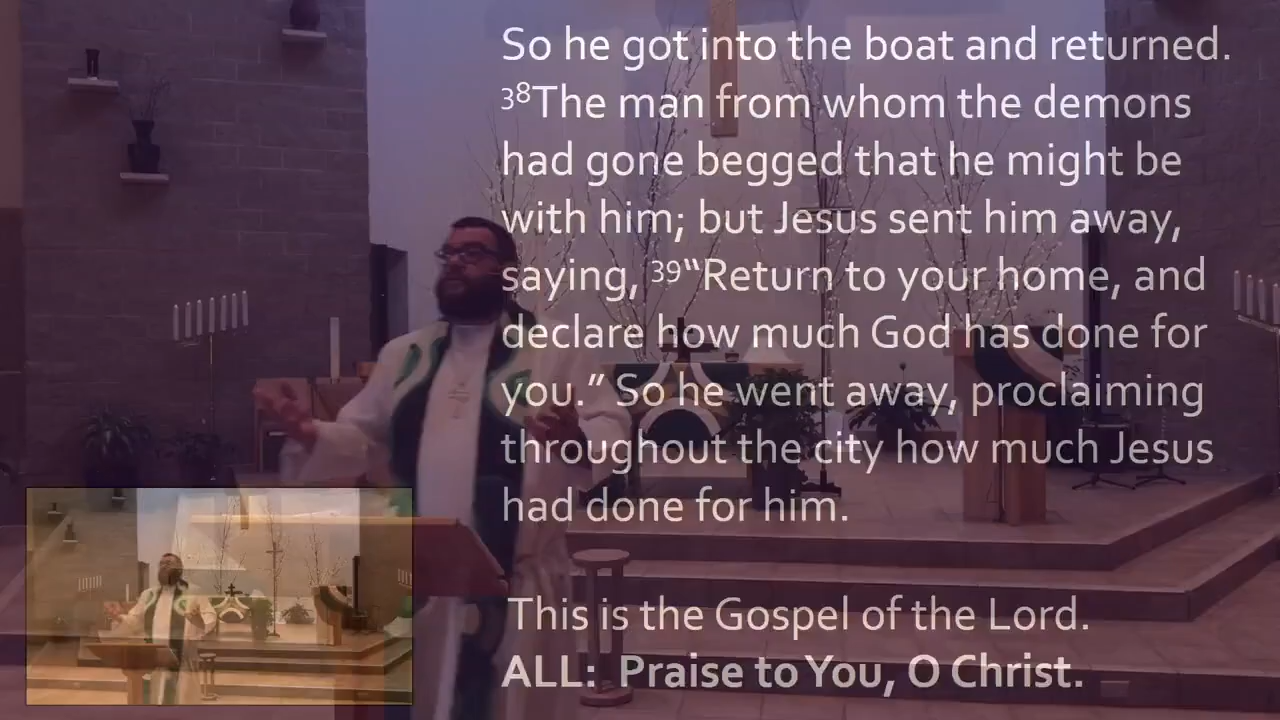 So he got into the boat and returned.
³⁸The man from whom the demons
had gone begged that he might be
with him; but Jesus sent him away,
saying, ³⁹“Return to your home, and
declare how much God has done for
you.” So he went away, proclaiming
throughout the city how much Jesus
had done for him.
This is the Gospel of the Lord.
ALL: Praise to You, O Christ.